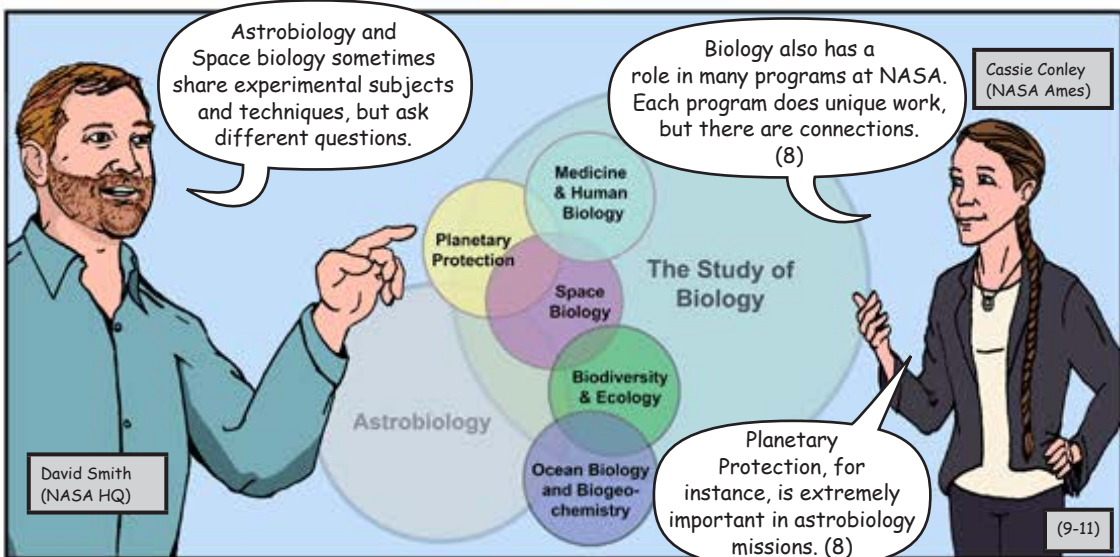 Astrobiology and
Space biology sometimes
share experimental subjects
and techniques, but ask
different questions.
Biology also has a
role in many programs at NASA.
Each program does unique work,
but there are connections.
(8)
Cassie Conley
(NASA Ames)
Medicine
& Human
Biology
Planetary
Protection
The Study of
Biology
Space
Biology
Biodiversity
& Ecology
Astrobiology
Ocean Biology
and Biogeo-
chemistry
David Smith
(NASA HQ)
Planetary
Protection, for
instance, is extremely
important in astrobiology
missions. (8)
(9-11)